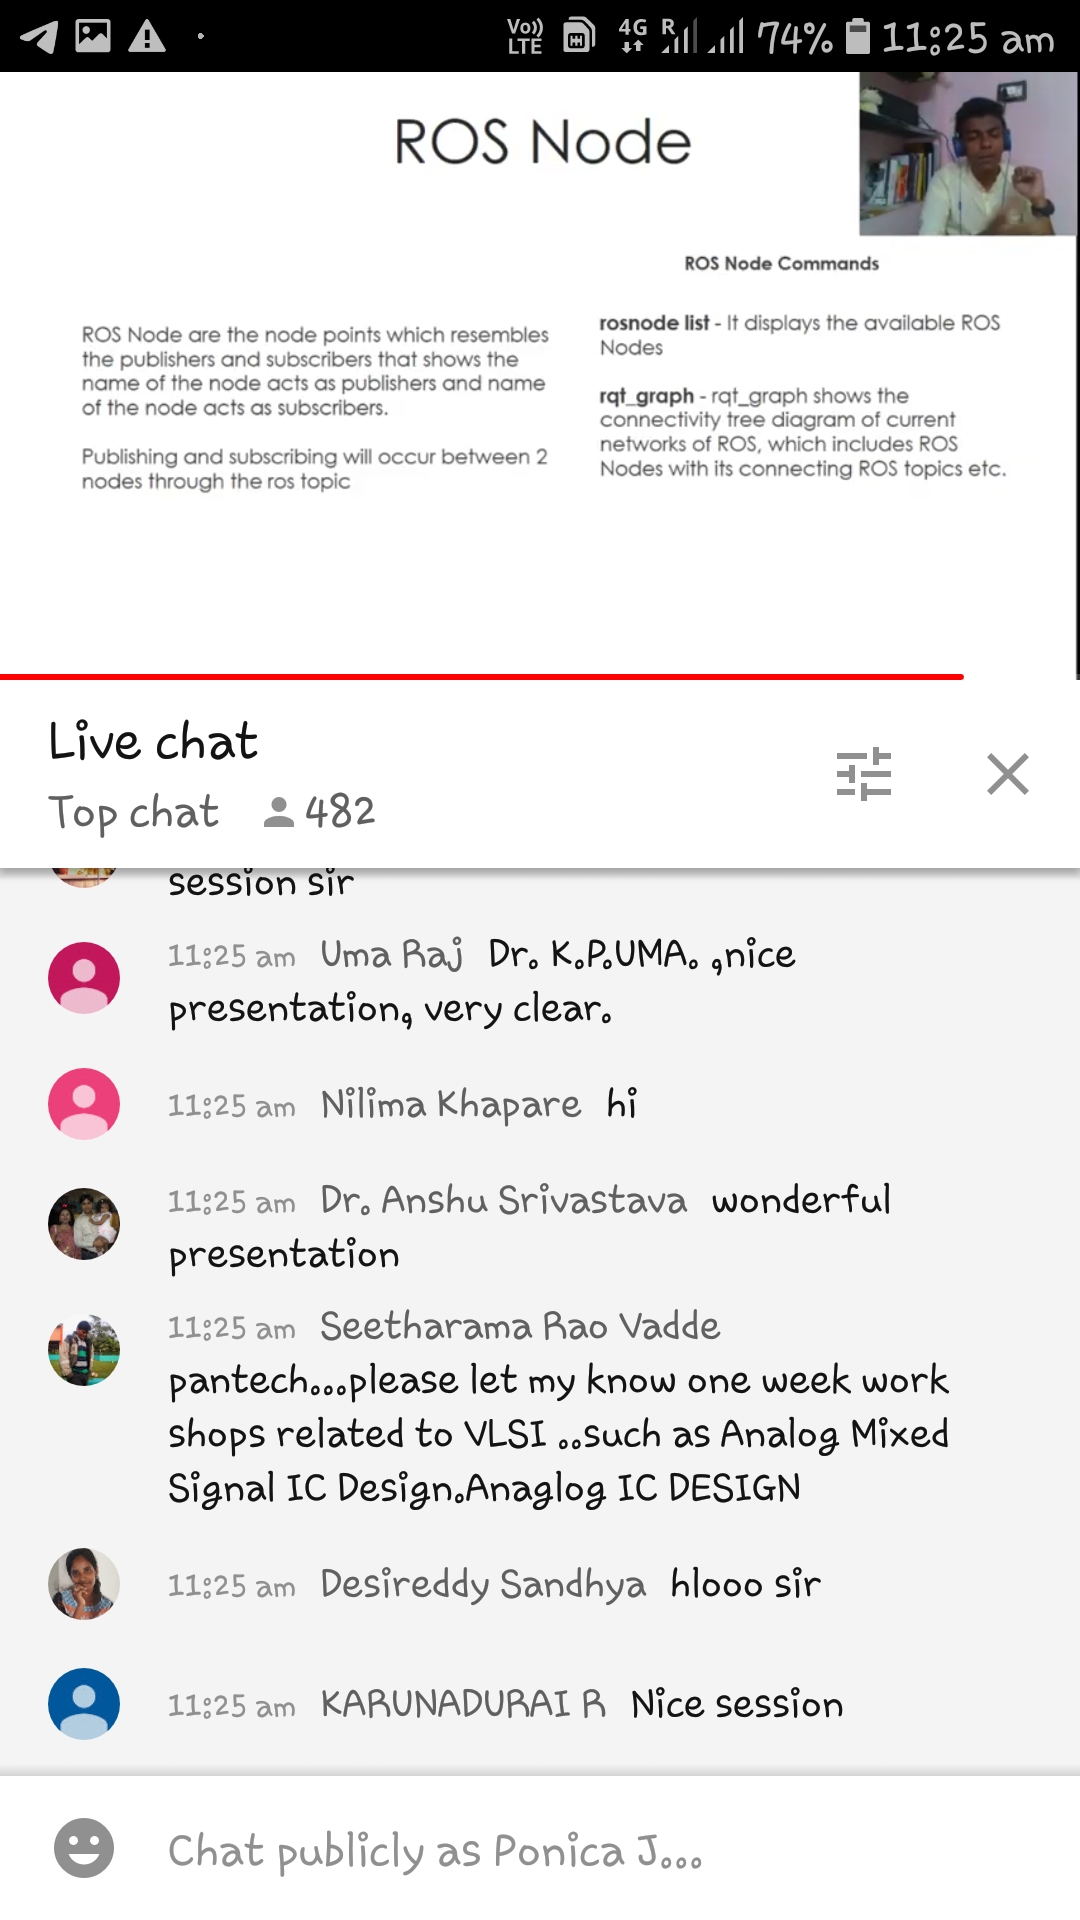 Vo)) LTE 4G R 74% 11:25 am
ROS Node
ROS Node are the node points which resembles
the publishers and subscribers that shows the
name of the node acts as publishers and name
of the node acts as subscribers.
Publishing and subscribing will occur between 2
nodes through the ros topic
ROS Node Commands
rosnode list - It displays the available ROS
Nodes
rqt_graph - rqt_graph shows the
connectivity tree diagram of current
networks of ROS, which includes ROS
Nodes with its connecting ROS topics etc.
Live chat
Top chat 482
session sir
11:25 am Uma Raj Dr. K.P.UMA. ,nice
presentation, very clear.
11:25 am Nilima Khapare hi
11:25 am Dr. Anshu Srivastava wonderful
presentation
11:25 am Seetharama Rao Vadde
pantech...please let my know one week work
shops related to VLSI ..such as Analog Mixed
Signal IC Design.Anaglog IC DESIGN
11:25 am Desireddy Sandhya hlooo sir
11:25 am KARUNADURAI R Nice session
Chat publicly as Ponica J...